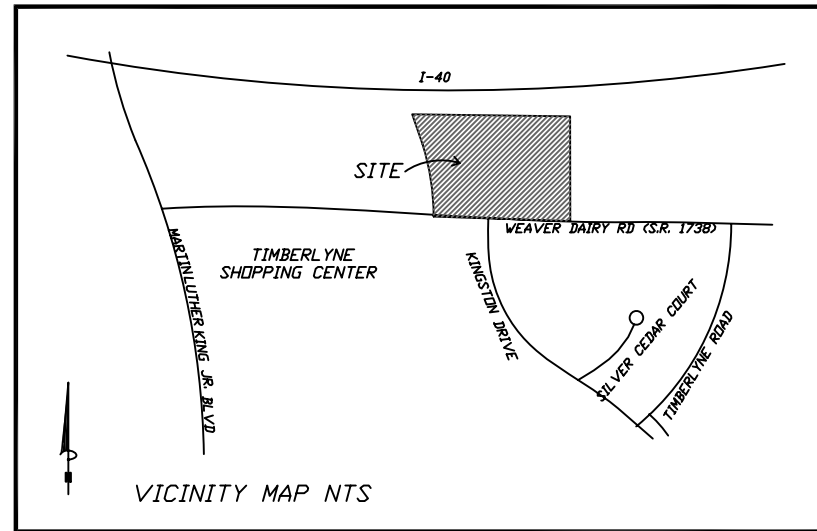 I-40
SITE
WEAVER DAIRY RD (S.R. 1738)
TIMBERLYNE
SHOPPING CENTER
MARTIN LUTHER KING JR. BLVD
KINGSTON DRIVE
SILVER CEDAR COURT
TIMBERLYNE ROAD
VICINITY MAP NTS